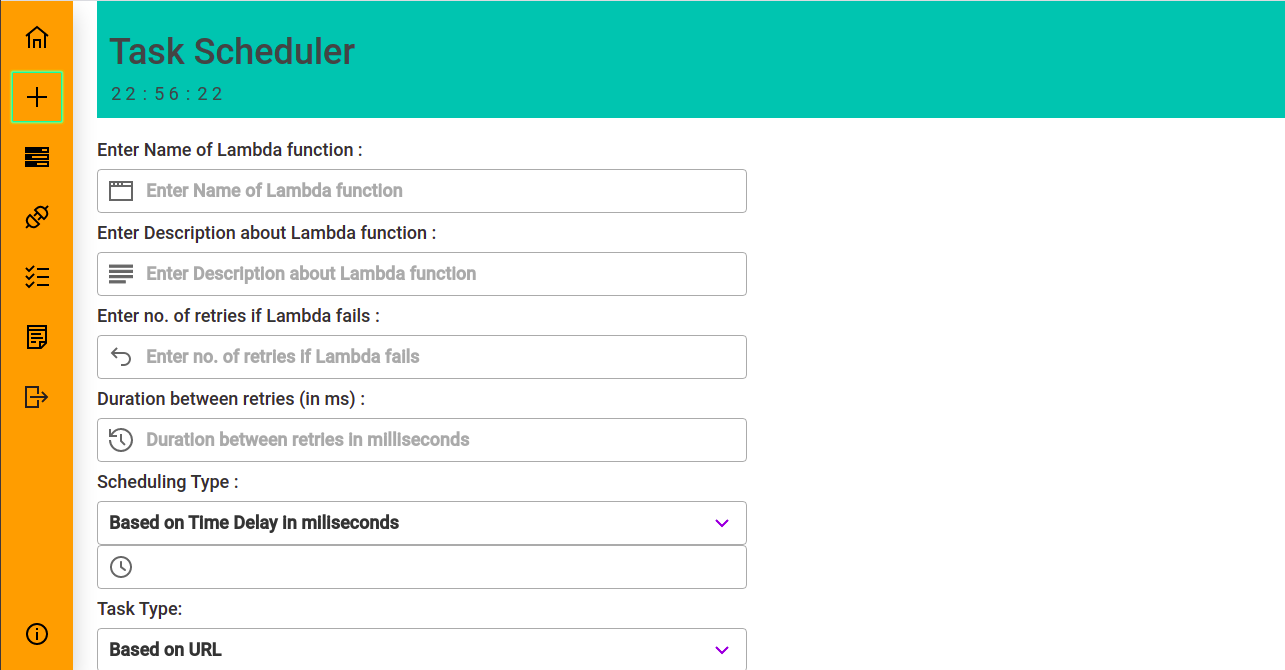 Task Scheduler
22:56:22
Enter Name of Lambda function :
Enter Name of Lambda function
Enter Description about Lambda function :
Enter Description about Lambda function
Enter no. of retries if Lambda fails :
Enter no. of retries if Lambda fails
Duration between retries (in ms) :
Duration between retries in milliseconds
Scheduling Type :
Based on Time Delay in miliseconds
Task Type:
Based on URL